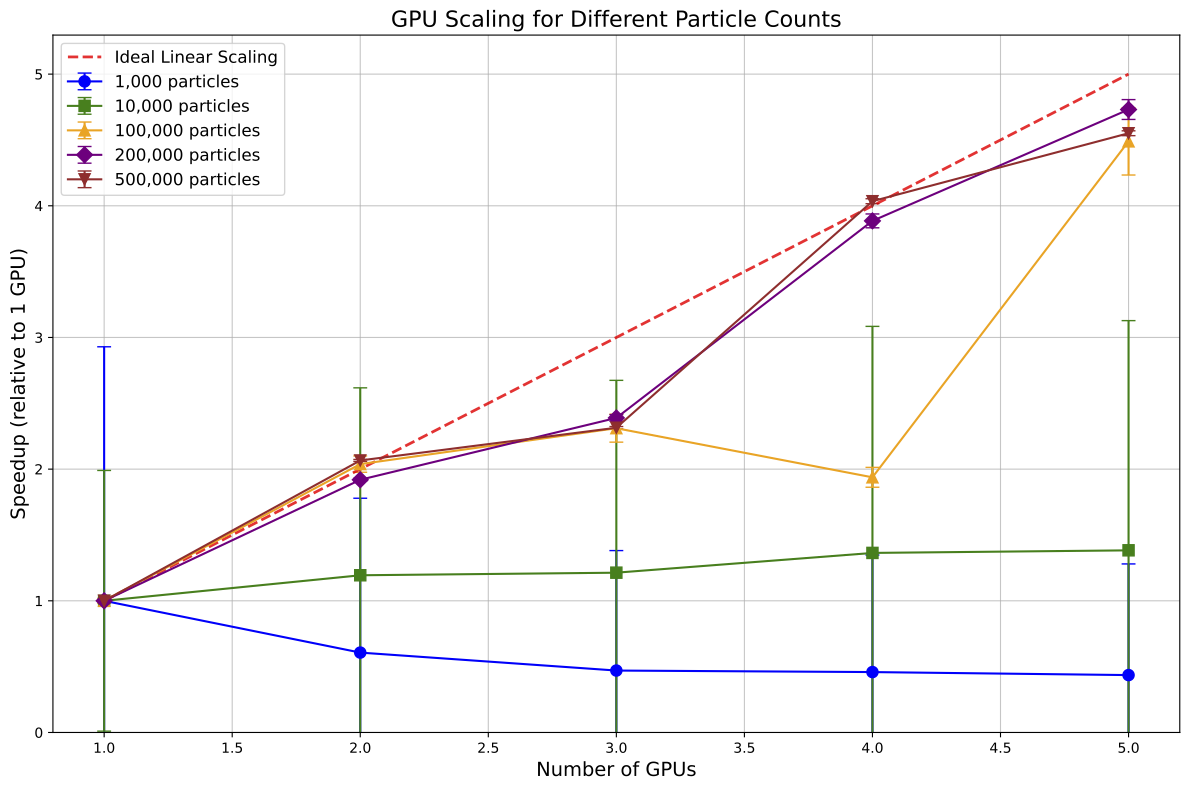 GPU Scaling for Different Particle Counts
Ideal Linear Scaling
1,000 particles
10,000 particles
100,000 particles
200,000 particles
500,000 particles
Speedup (relative to 1 GPU)
5
4
3
2
1
0
1.0 1.5 2.0 2.5 3.0 3.5 4.0 4.5 5.0
Number of GPUs